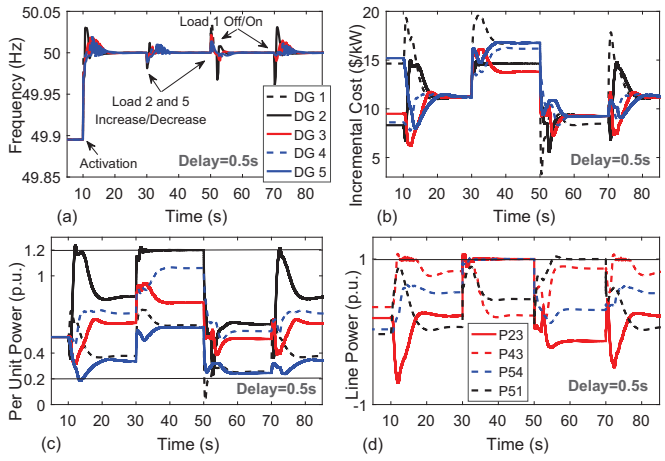 50.05
50
49.95
49.9
49.85
Frequency (Hz)
Load 1 Off/On
Load 2 and 5
Increase/Decrease
Activation
Delay=0.5s
DG 1
DG 2
DG 3
DG 4
DG 5
0 10 20 30 40 50 60 70 80
Time (s)
(a)
20
15
10
5
Incremental Cost ($/kW)
Delay=0.5s
0 10 20 30 40 50 60 70 80
Time (s)
(b)
1.2
1
0.4
0.2
0
Per Unit Power (p.u.)
Delay=0.5s
0 10 20 30 40 50 60 70 80
Time (s)
(c)
1
-1
Line Power (p.u.)
P23
P43
P54
P51
Delay=0.5s
0 10 20 30 40 50 60 70 80
Time (s)
(d)